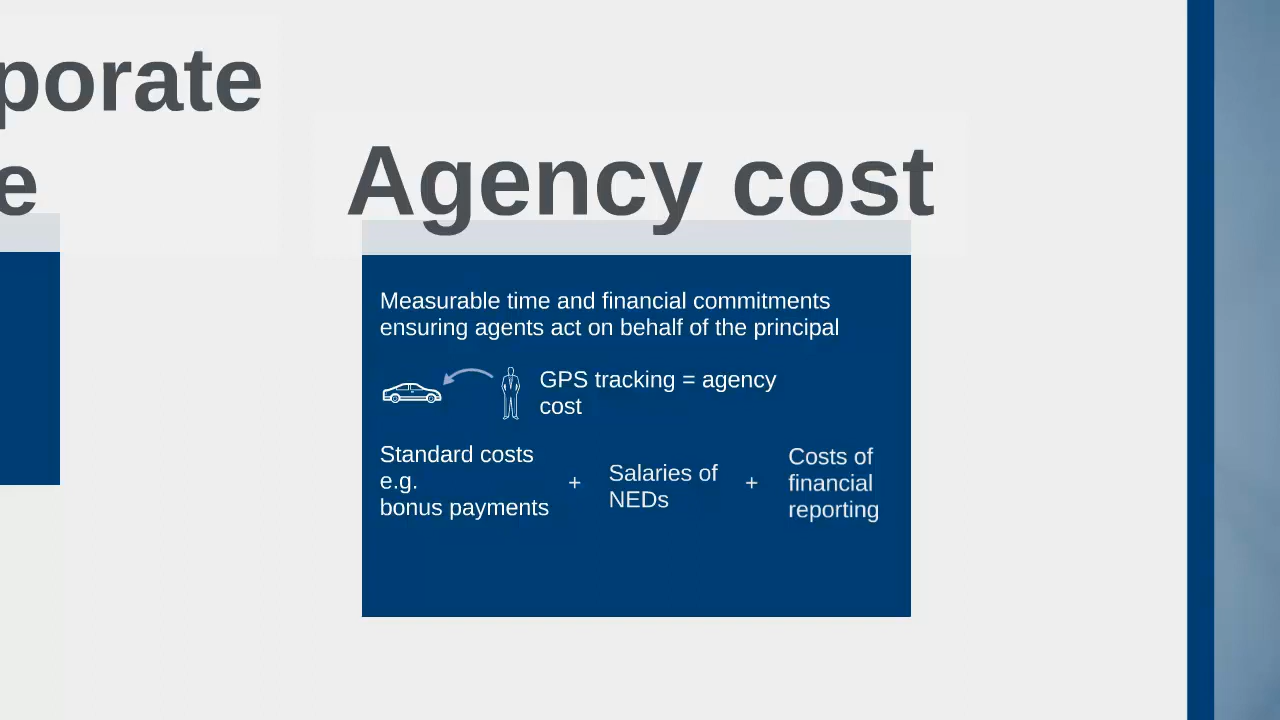 porate
e
Agency cost
Measurable time and financial commitments
ensuring agents act on behalf of the principal
GPS tracking = agency
cost
Standard costs
e.g.
bonus payments
+
Salaries of
NEDs
+
Costs of
financial
reporting